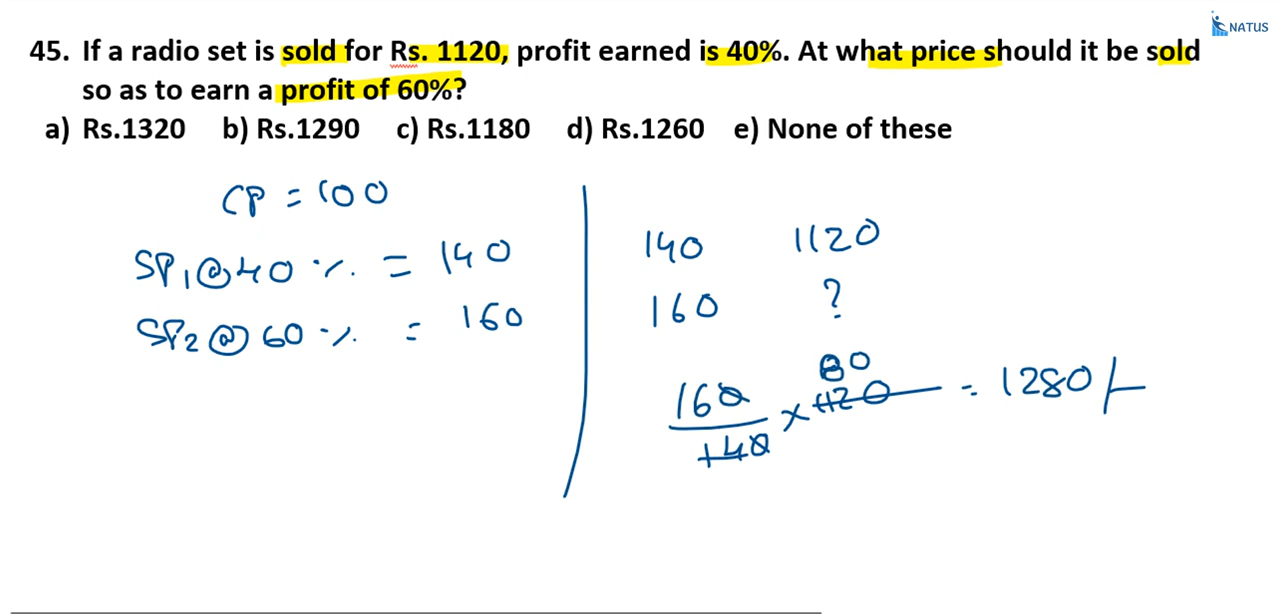 NATUS
45. If a radio set is sold for Rs. 1120, profit earned is 40%. At what price should it be sold
so as to earn a profit of 60%?
a) Rs.1320 b) Rs.1290 c) Rs.1180 d) Rs.1260 e) None of these
CP = 100
SP1 @ 40 % = 140
SP2 @ 60 % = 160
140 1120
160 ?
80
160 × 1120 = 1280/-
140